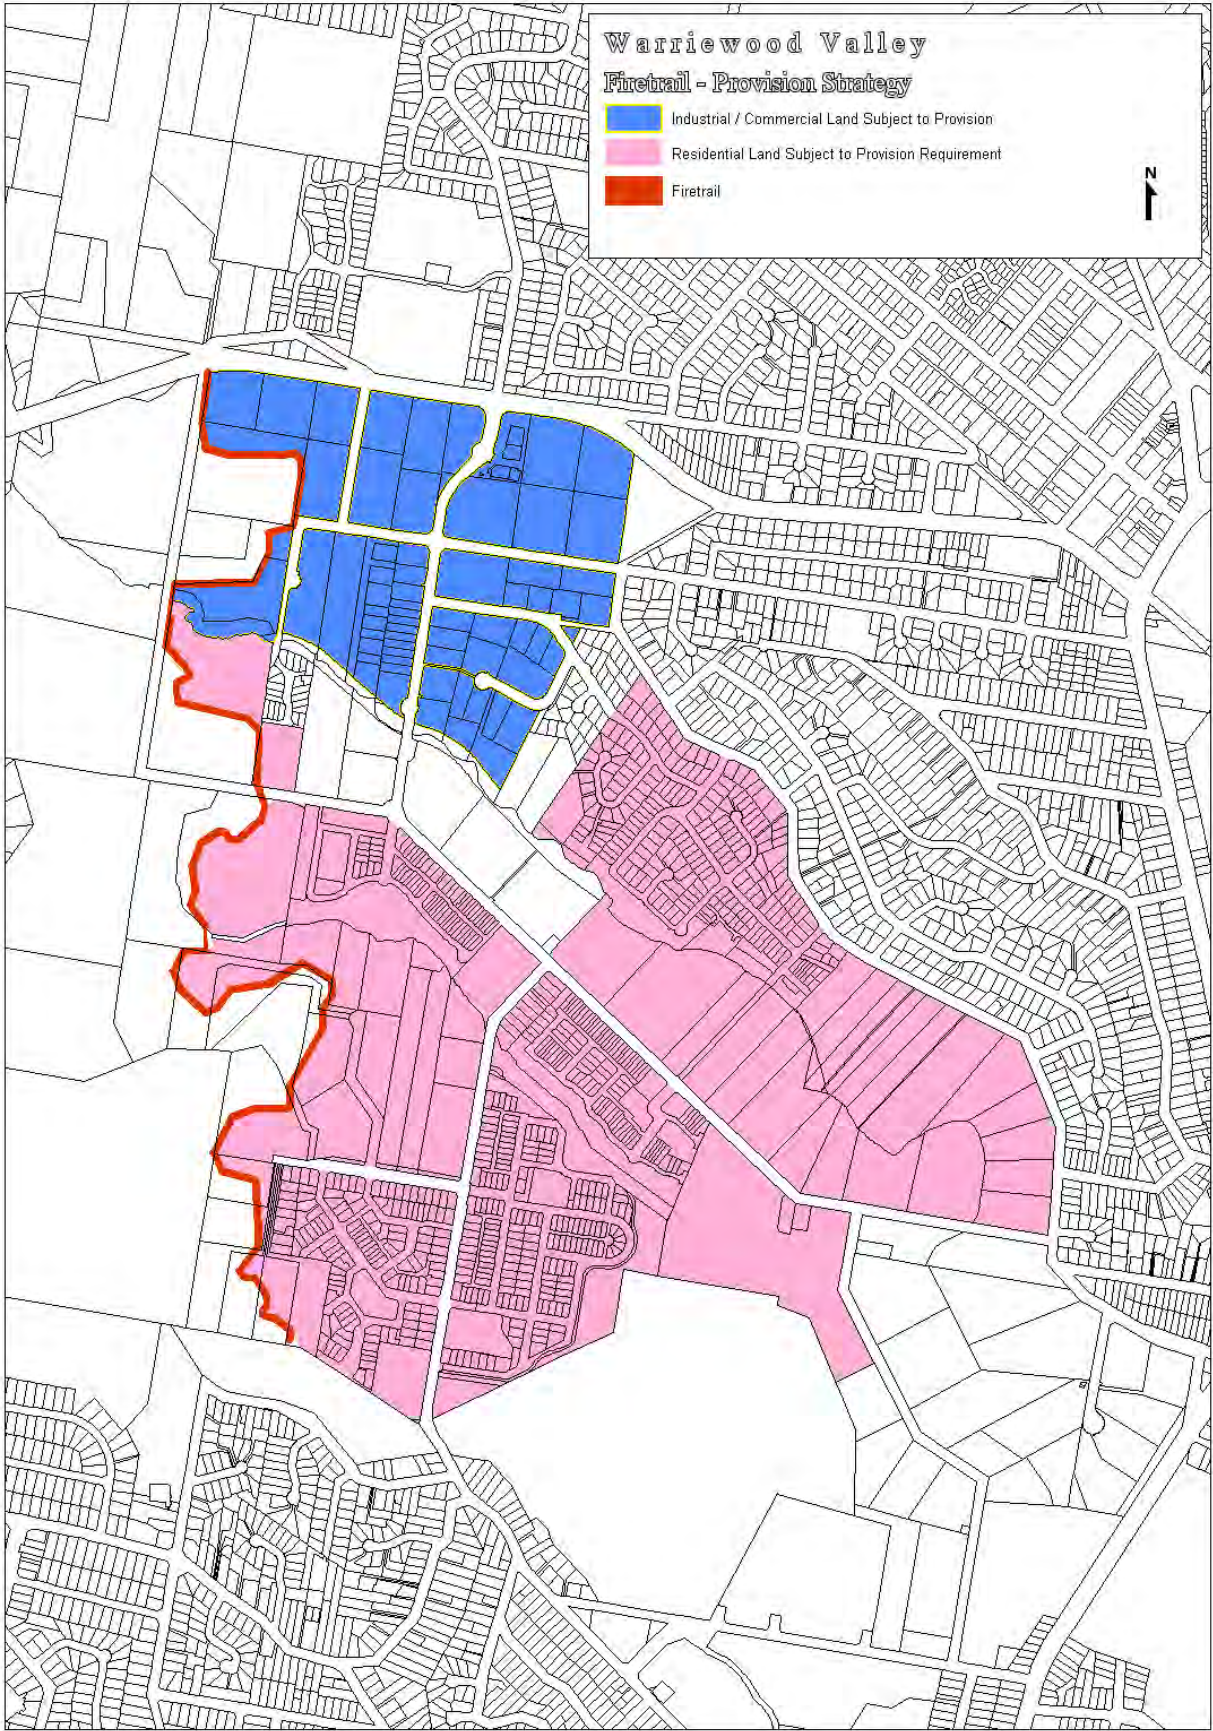 Warriewood Valley
Firetrail - Provision Strategy
Industrial / Commercial Land Subject to Provision
Residential Land Subject to Provision Requirement
N
Firetrail